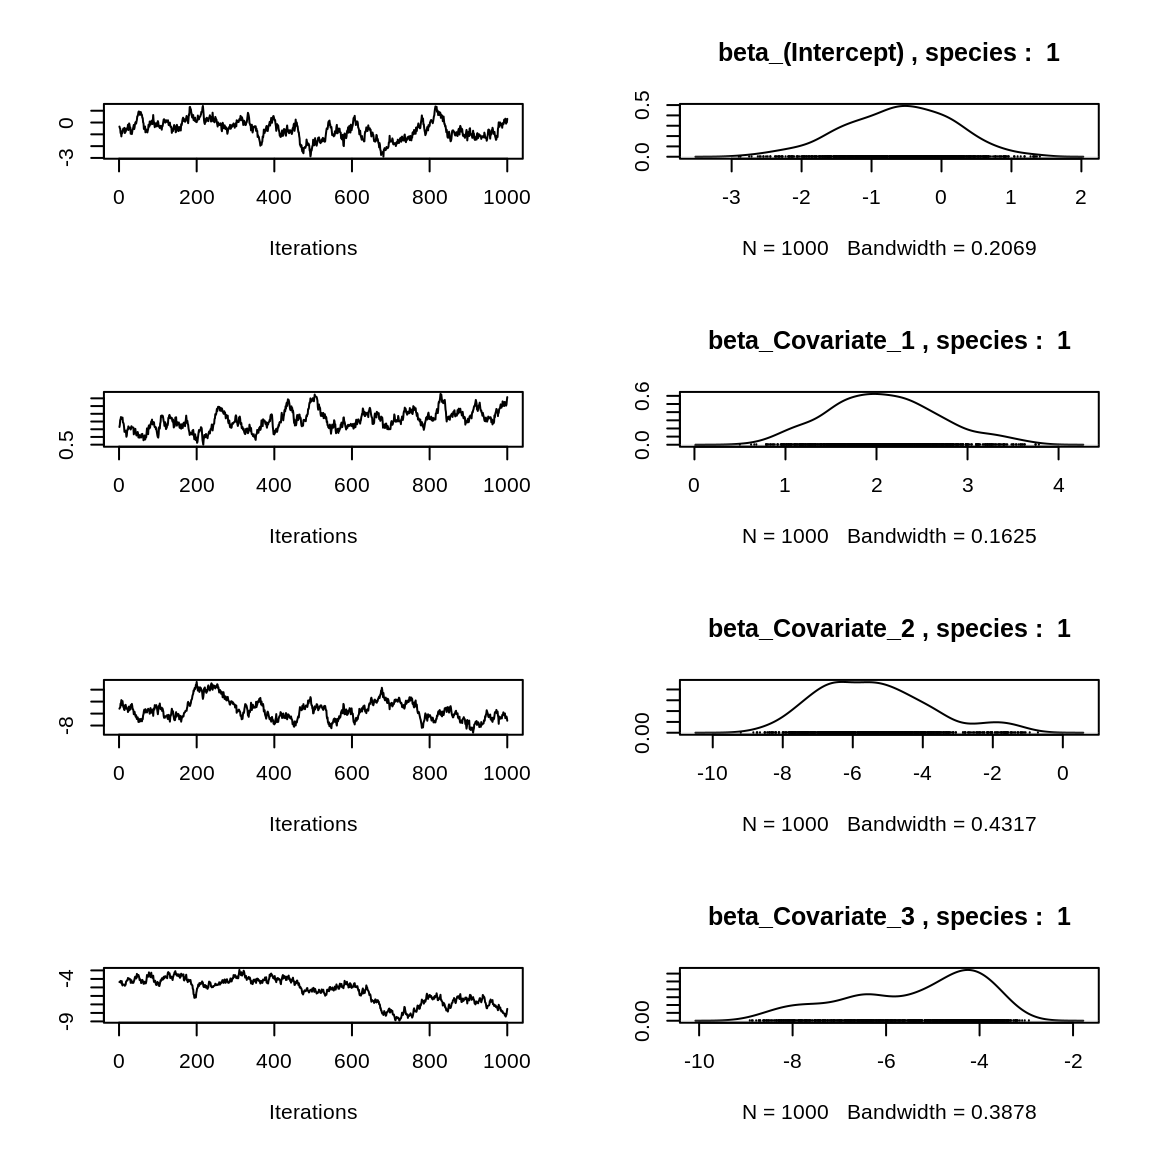 beta_(Intercept) , species :  1
0
-3
0 200 400 600 800 1000
Iterations
0.5
0.0
-3 -2 -1 0 1 2
N = 1000   Bandwidth = 0.2069
beta_Covariate_1 , species :  1
0.5
0 200 400 600 800 1000
Iterations
0.6
0.0
0 1 2 3 4
N = 1000   Bandwidth = 0.1625
beta_Covariate_2 , species :  1
-8
0 200 400 600 800 1000
Iterations
0.00
-10 -8 -6 -4 -2 0
N = 1000   Bandwidth = 0.4317
beta_Covariate_3 , species :  1
-4
-9
0 200 400 600 800 1000
Iterations
0.00
-10 -8 -6 -4 -2
N = 1000   Bandwidth = 0.3878